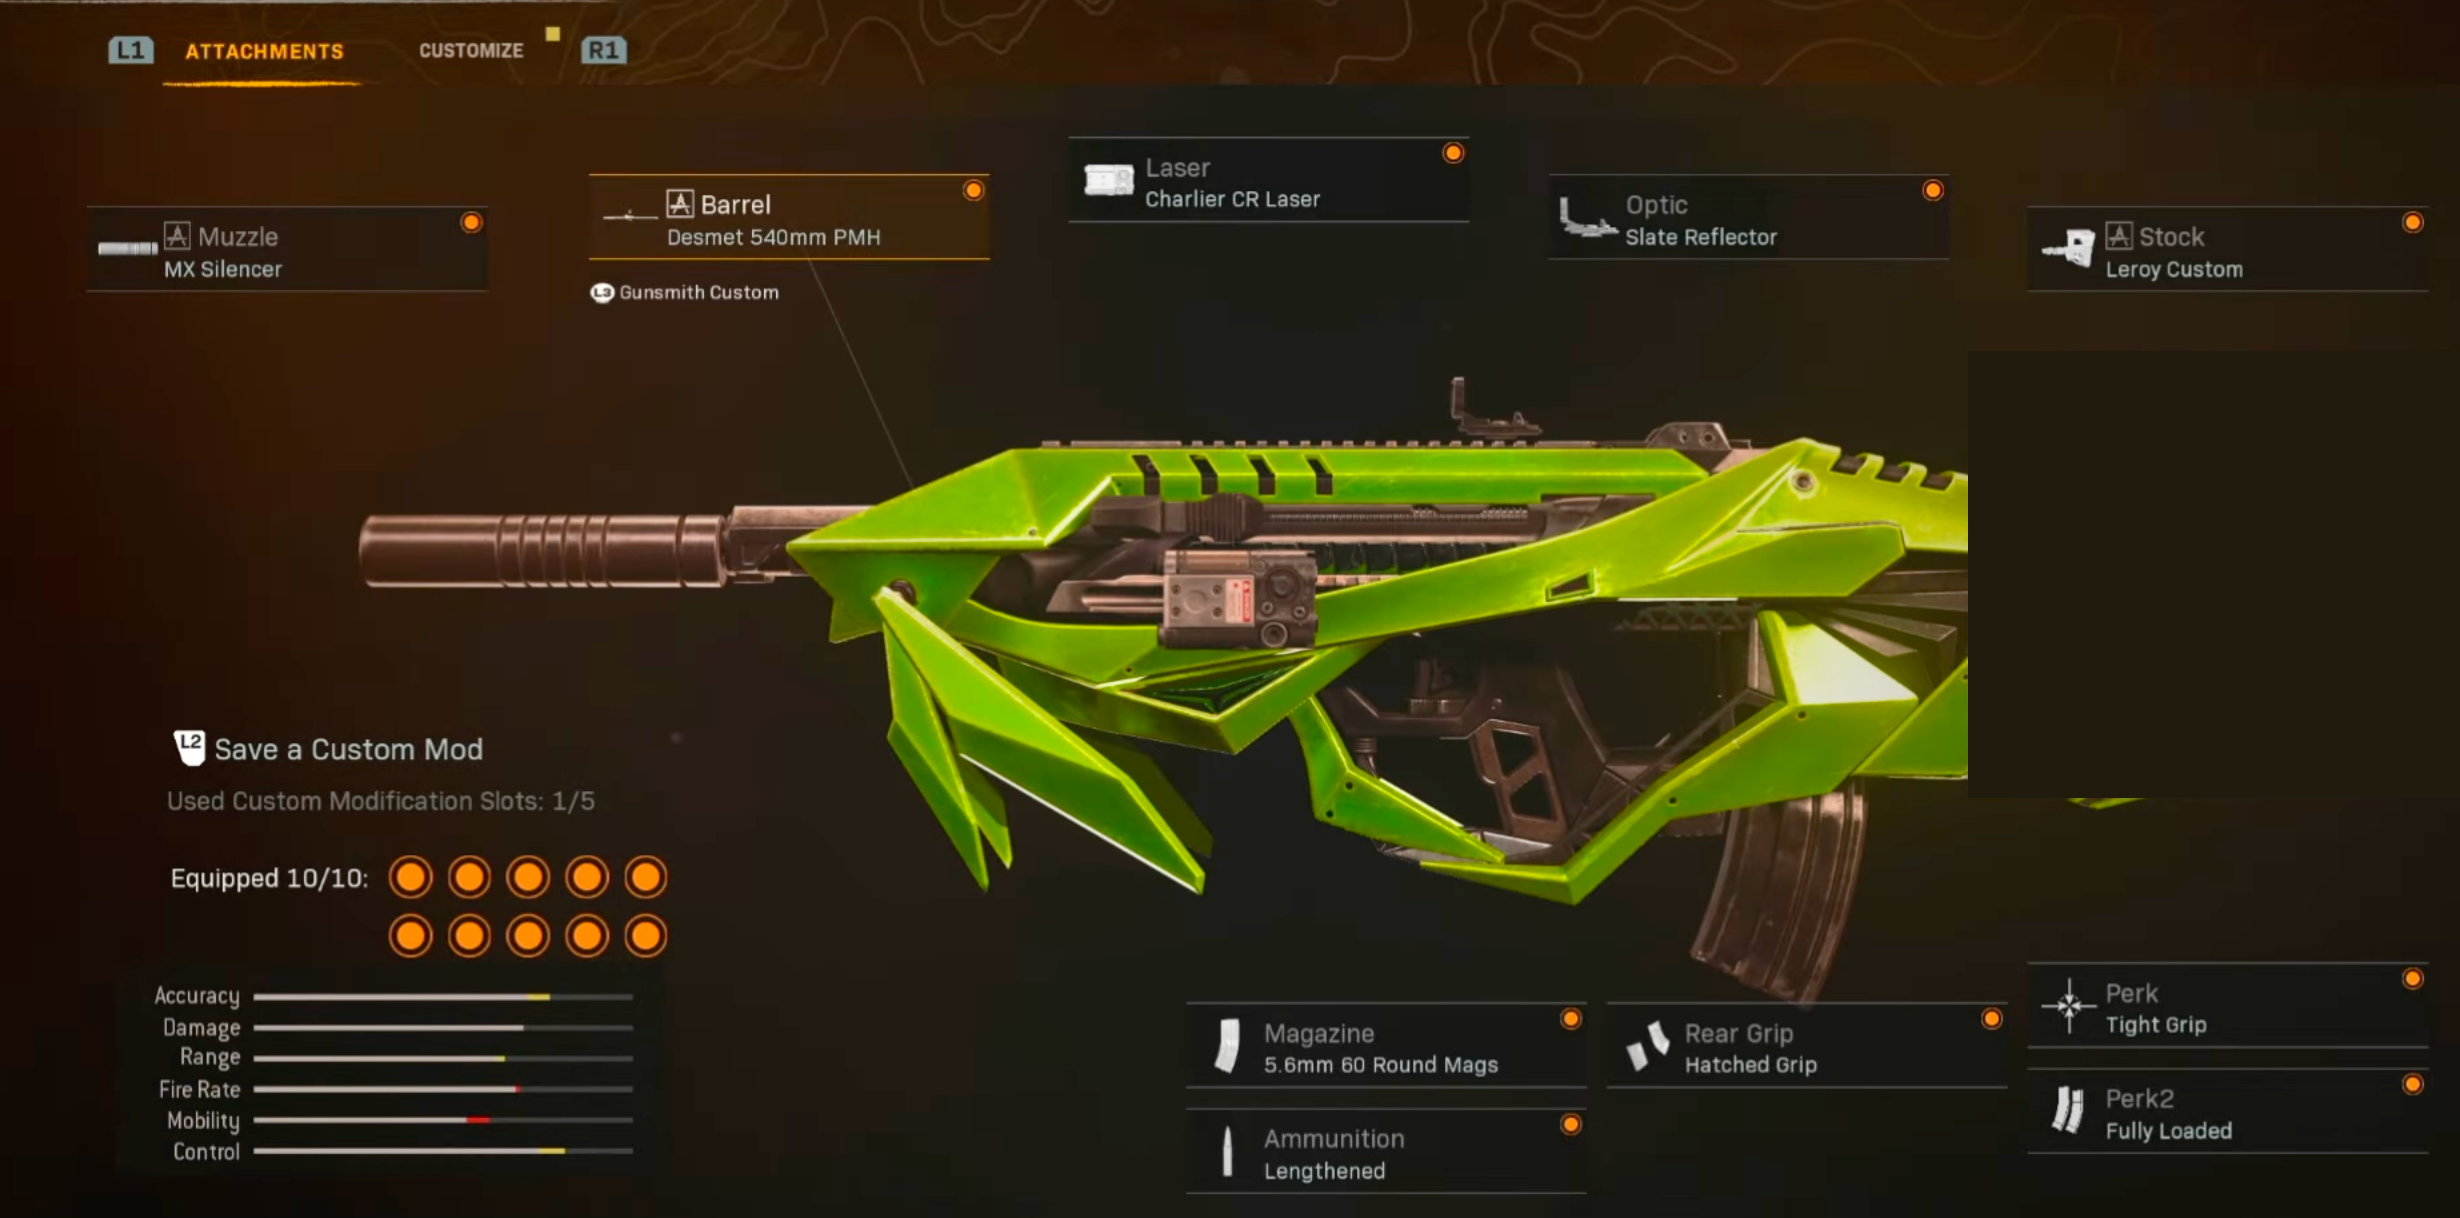 L1 ATTACHMENTS CUSTOMIZE R1
Laser
Charlier CR Laser
Barrel
Desmet 540mm PMH
Optic
Slate Reflector
Muzzle
MX Silencer
Stock
Leroy Custom
L3 Gunsmith Custom
L2 Save a Custom Mod
Used Custom Modification Slots: 1/5
Equipped 10/10:
Accuracy
Damage
Range
Fire Rate
Mobility
Control
Magazine
5.6mm 60 Round Mags
Rear Grip
Hatched Grip
Perk
Tight Grip
Ammunition
Lengthened
Perk2
Fully Loaded